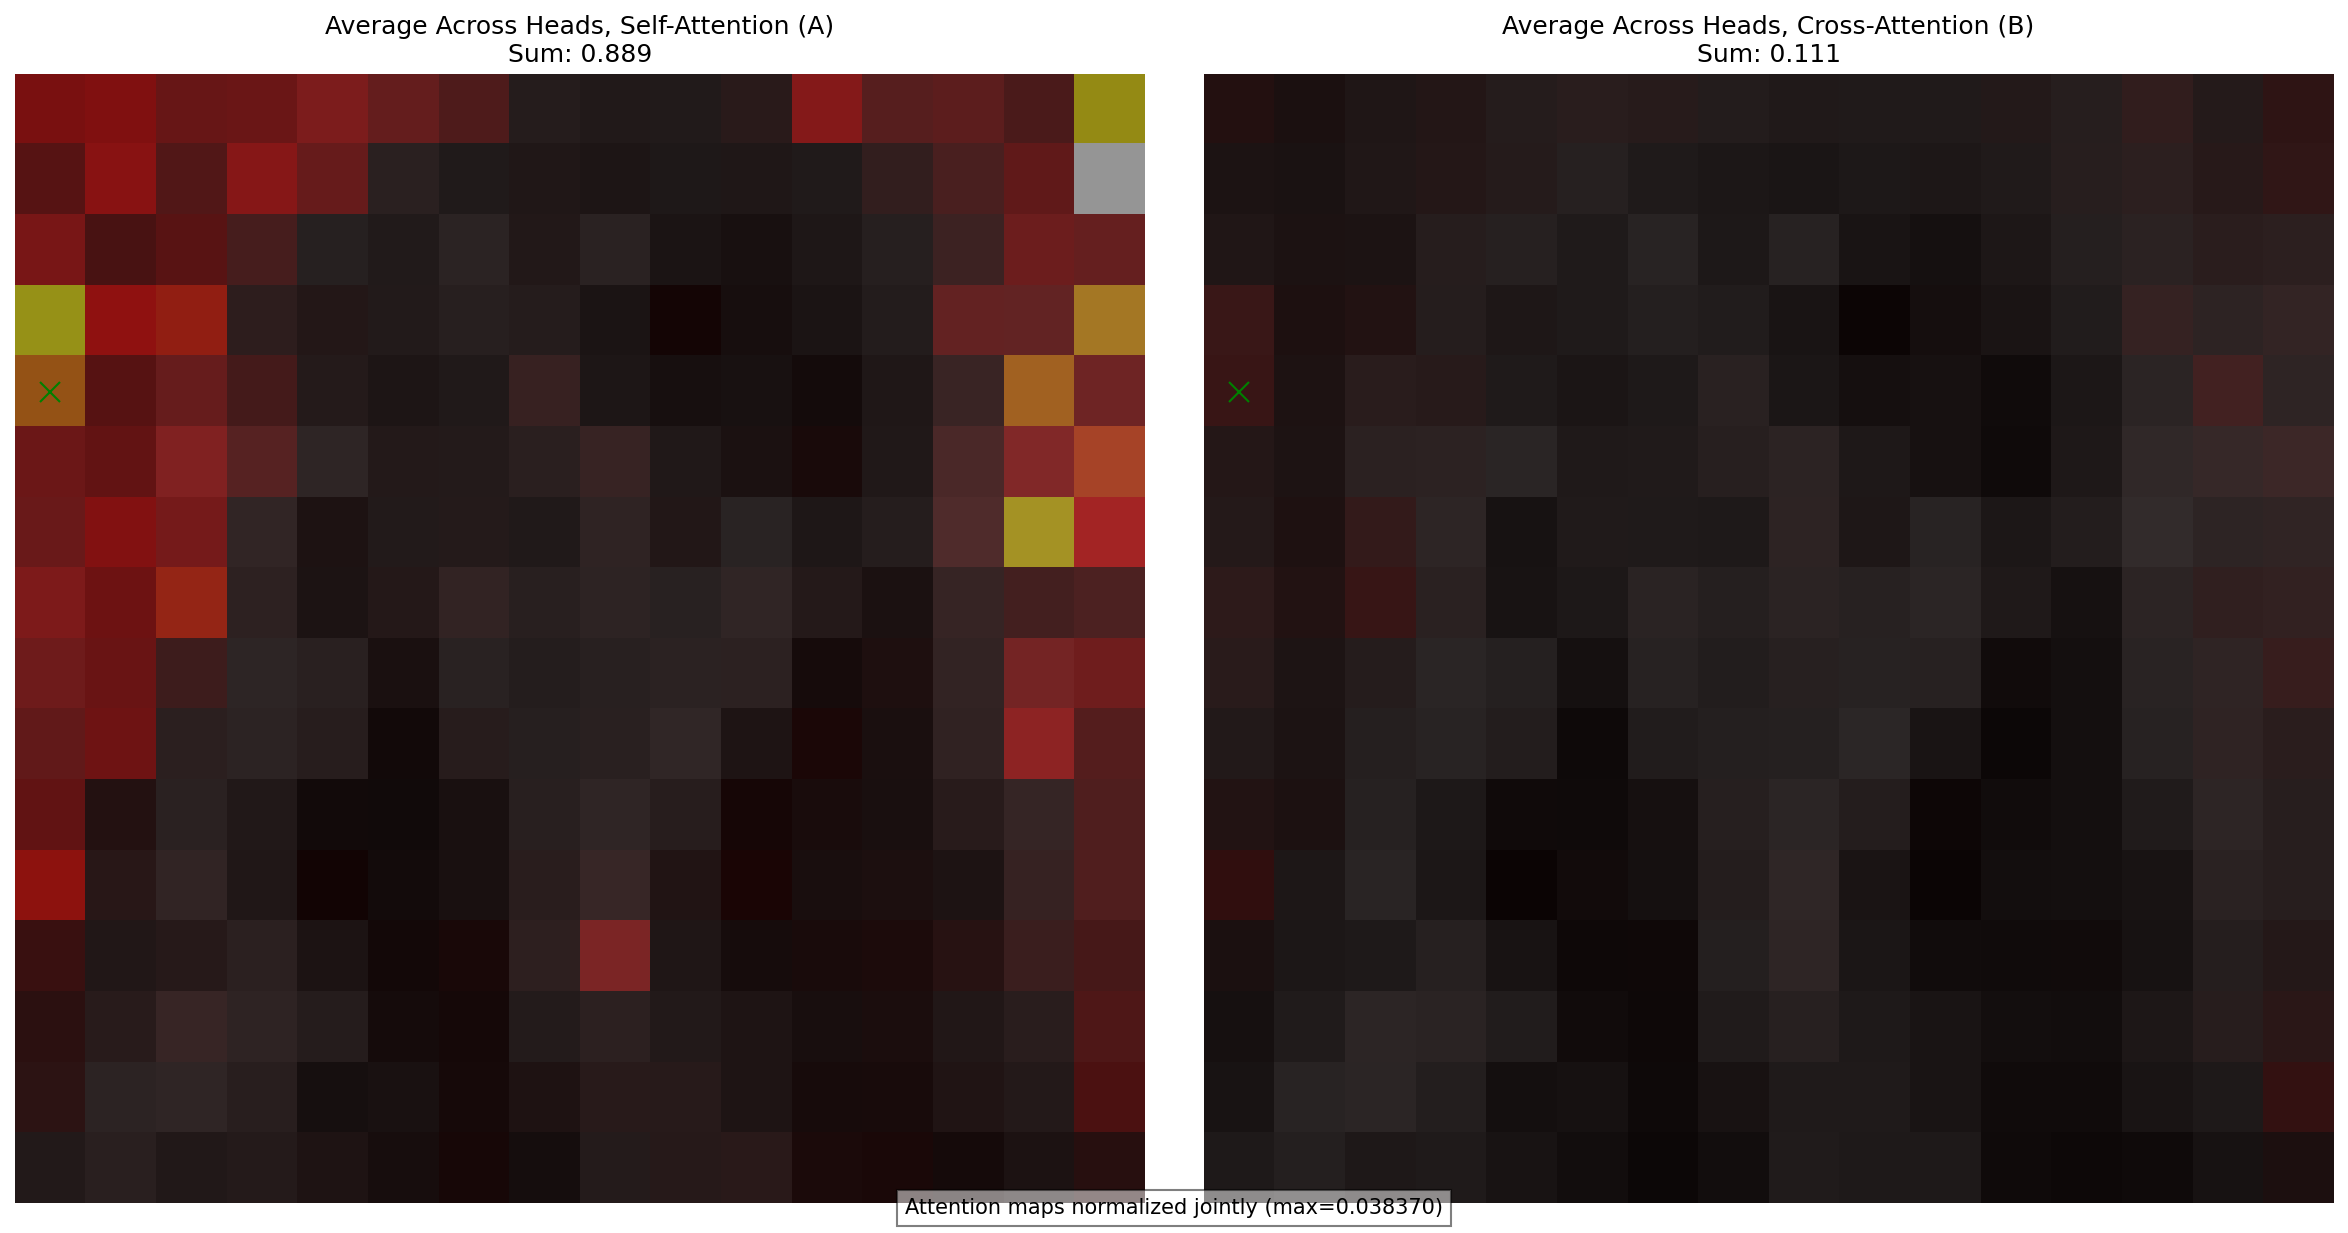 Average Across Heads, Self-Attention (A)
Sum: 0.889
Average Across Heads, Cross-Attention (B)
Sum: 0.111
Attention maps normalized jointly (max=0.038370)